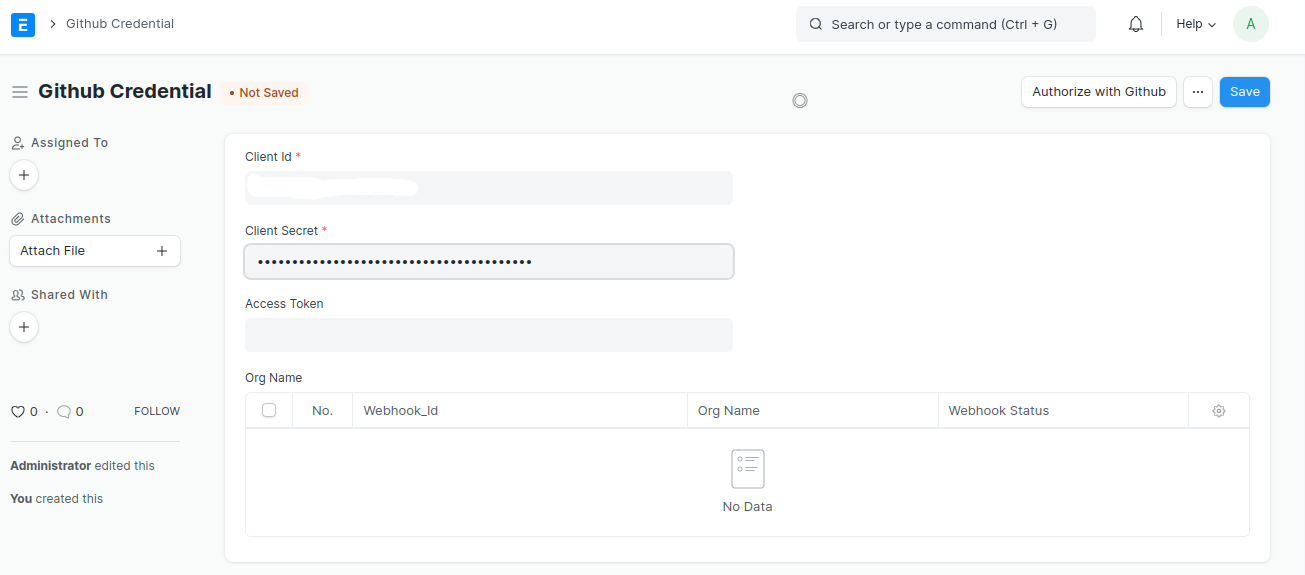 E
Github Credential
Search or type a command (Ctrl + G)
Help
A
Github Credential
• Not Saved
Authorize with Github
···
Save
Assigned To
Attachments
Attach File
Shared With
0 · 0 FOLLOW
Administrator edited this
You created this
Client Id *
Client Secret *
••••••••••••••••••••••••••••••••••••••••
Access Token
Org Name
No. Webhook_Id Org Name Webhook Status
No Data